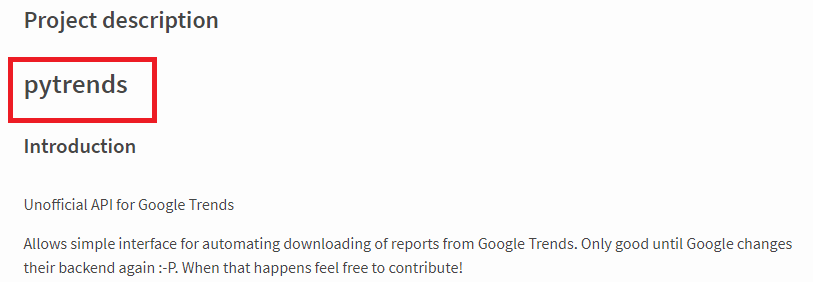 Project description
pytrends
Introduction
Unofficial API for Google Trends
Allows simple interface for automating downloading of reports from Google Trends. Only good until Google changes
their backend again :-P. When that happens feel free to contribute!